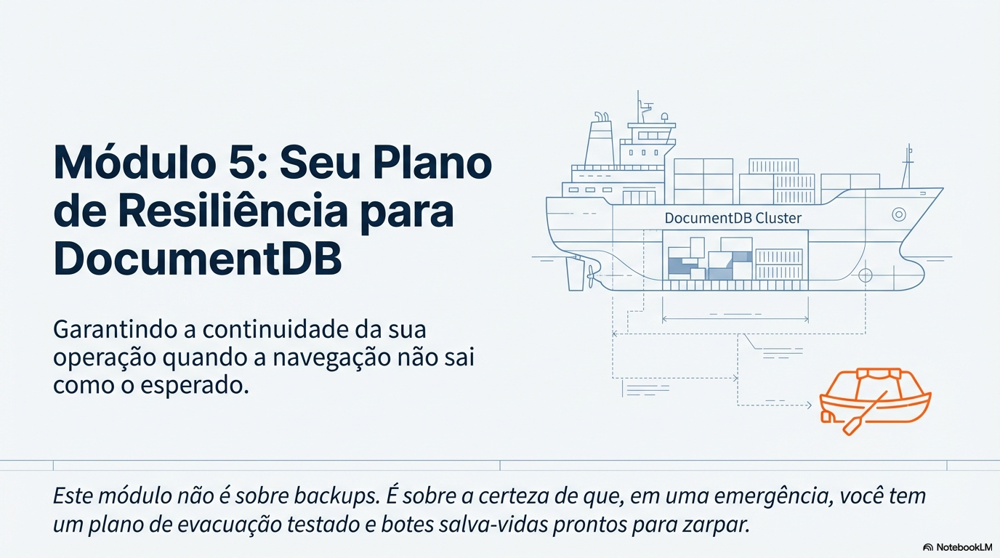 Módulo 5: Seu Plano
de Resiliência para
DocumentDB
Garantindo a continuidade da sua
operação quando a navegação não sai
como o esperado.
DocumentDB Cluster
Este módulo não é sobre backups. É sobre a certeza de que, em uma emergência, você tem
um plano de evacuação testado e botes salva-vidas prontos para zarpar.
NotebookLM